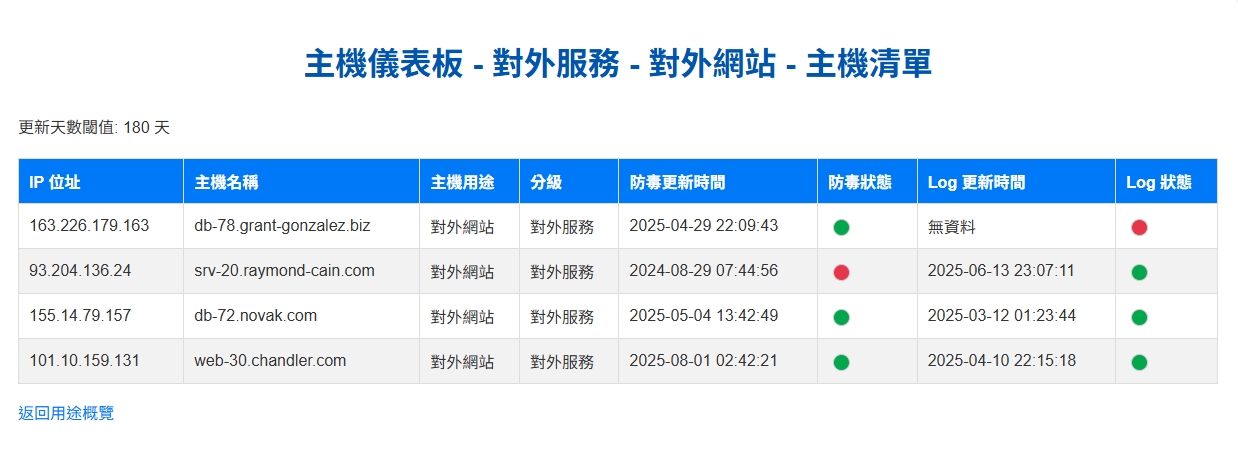 主機儀表板 - 對外服務 - 對外網站 - 主機清單
更新天數閾值: 180 天
IP 位址 主機名稱 主機用途 分級 防毒更新時間 防毒狀態 Log 更新時間 Log 狀態
163.226.179.163 db-78.grant-gonzalez.biz 對外網站 對外服務 2025-04-29 22:09:43 無資料
93.204.136.24 srv-20.raymond-cain.com 對外網站 對外服務 2024-08-29 07:44:56 2025-06-13 23:07:11
155.14.79.157 db-72.novak.com 對外網站 對外服務 2025-05-04 13:42:49 2025-03-12 01:23:44
101.10.159.131 web-30.chandler.com 對外網站 對外服務 2025-08-01 02:42:21 2025-04-10 22:15:18
返回用途概覽